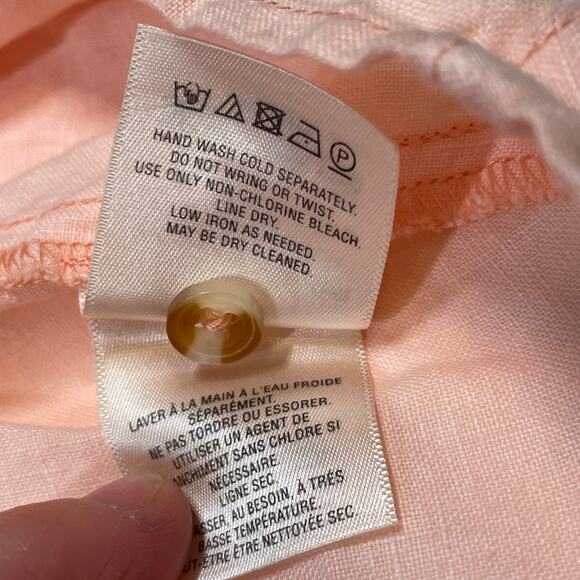 P
HAND WASH COLD SEPARATELY.
DO NOT WRING OR TWIST.
USE ONLY NON-CHLORINE BLEACH.
LINE DRY.
LOW IRON AS NEEDED.
MAY BE DRY CLEANED.
LAVER À LA MAIN À L'EAU FROIDE
SÉPARÉMENT.
NE PAS TORDRE OU ESSORER.
UTILISER UN AGENT DE
SANS CHLORE SI
NÉCESSAIRE
LIGNE SEC
AU BESOIN, À TRÉS
BASSE TEMPÉRATURE.
NETTOYÉE SEC